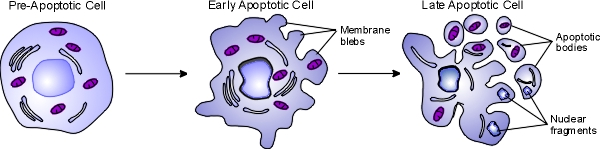 Pre-Apoptotic Cell
Early Apoptotic Cell
Late Apoptotic Cell
Membrane
blebs
Apoptotic
bodies
Nuclear
fragments